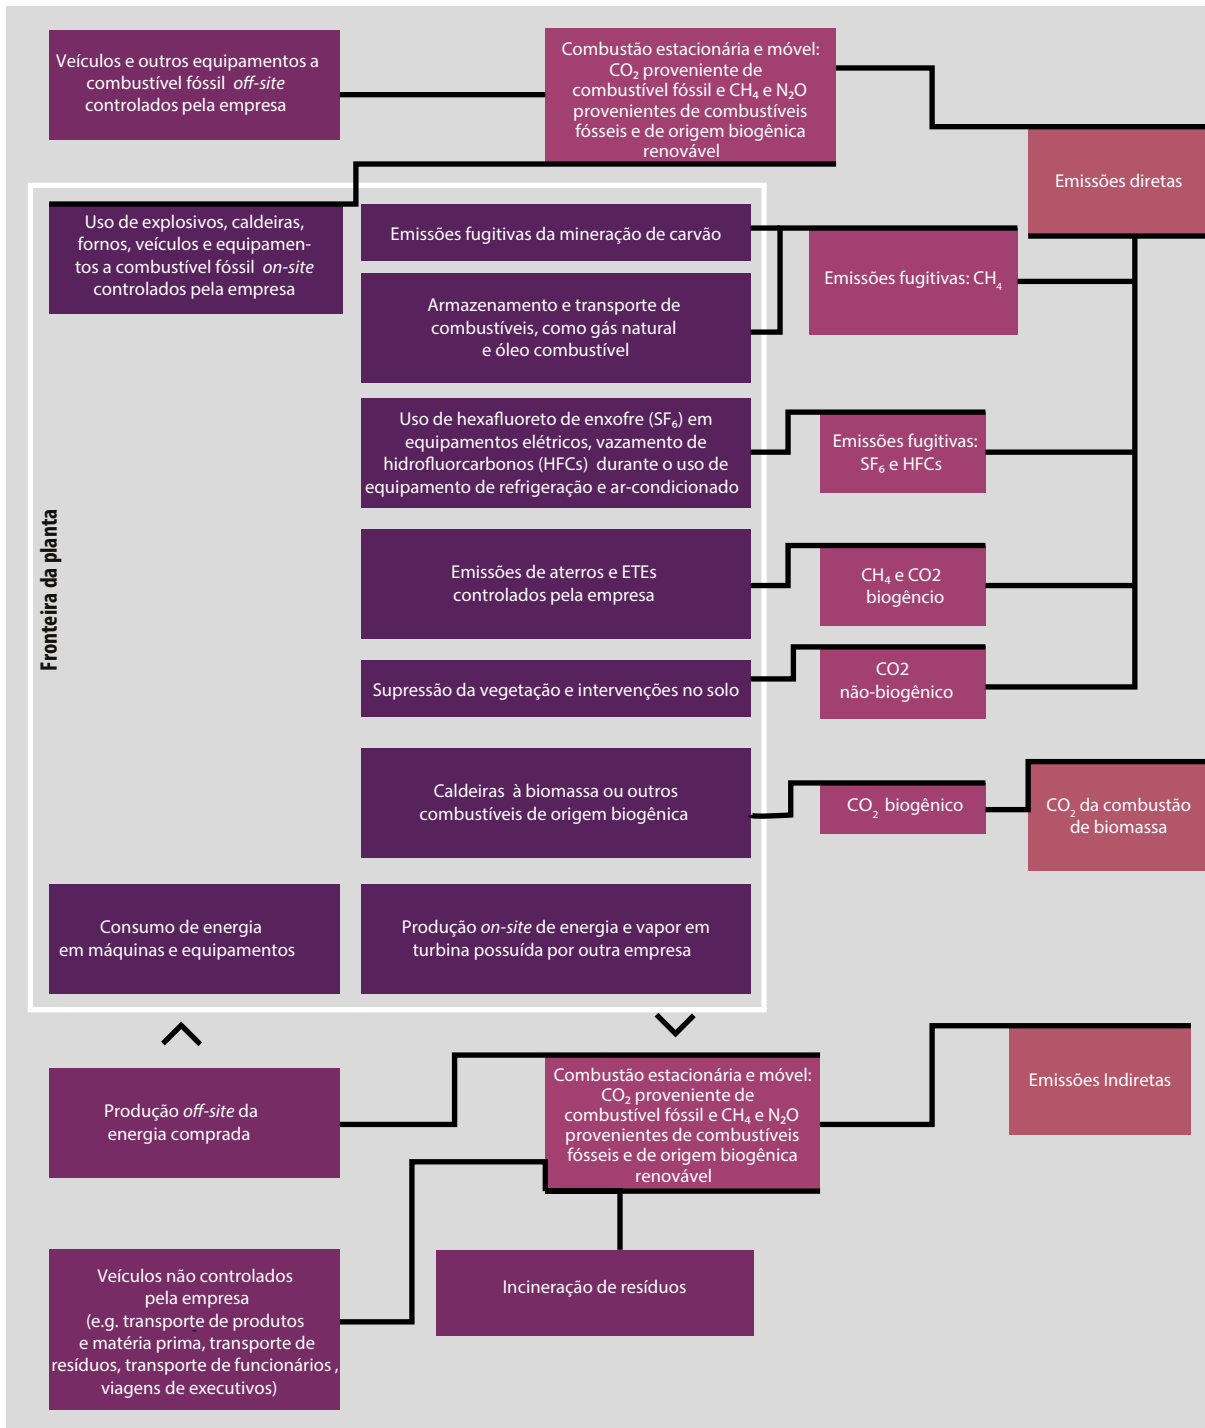 Veículos e outros equipamentos a
combustível fóssil off-site
controlados pela empresa
Combustão estacionária e móvel:
CO₂ proveniente de
combustível fóssil e CH₄ e N₂O
provenientes de combustíveis
fósseis e de origem biogênica
renovável
Emissões diretas
Uso de explosivos, caldeiras,
fornos, veículos e equipamen-
tos a combustível fóssil on-site
controlados pela empresa
Emissões fugitivas da mineração de carvão
Emissões fugitivas: CH₄
Armazenamento e transporte de
combustíveis, como gás natural
e óleo combustível
Uso de hexafluoreto de enxofre (SF₆) em
equipamentos elétricos, vazamento de
hidrofluorcarbonos (HFCs) durante o uso de
equipamento de refrigeração e ar-condicionado
Emissões fugitivas:
SF₆ e HFCs
Fronteira da planta
Emissões de aterros e ETEs
controlados pela empresa
CH₄ e CO2
biogêncio
Supressão da vegetação e intervenções no solo
CO2
não-biogênico
Caldeiras à biomassa ou outros
combustíveis de origem biogênica
CO₂ biogênico
CO₂ da combustão
de biomassa
Consumo de energia
em máquinas e equipamentos
Produção on-site de energia e vapor em
turbina possuída por outra empresa
Produção off-site da
energia comprada
Combustão estacionária e móvel:
CO₂ proveniente de
combustível fóssil e CH₄ e N₂O
provenientes de combustíveis
fósseis e de origem biogênica
renovável
Emissões Indiretas
Veículos não controlados
pela empresa
(e.g. transporte de produtos
e matéria prima, transporte de
resíduos, transporte de funcionários ,
viagens de executivos)
Incineração de resíduos